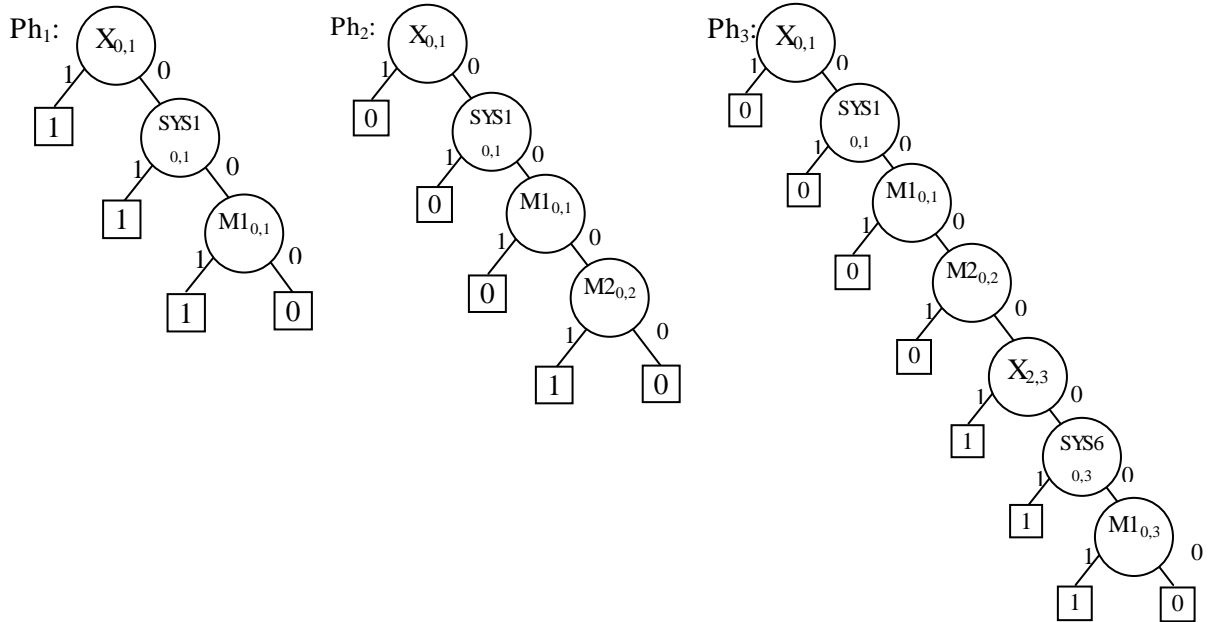 Ph1: X0,1 Ph2: X0,1 Ph3: X0,1
1 0 1 0 1 0
1 SYS1 0,1 0 SYS1 0,1 0 SYS1 0,1
1 0 1 0 1 0
1 M10,1 0 M10,1 0 M10,1
1 0 1 0 1 0
1 0 0 M20,2 0 M20,2
1 0 1 0
1 0 0 X2,3
1 0
1 SYS6 0,3
1 0
1 M10,3
1 0
1 0